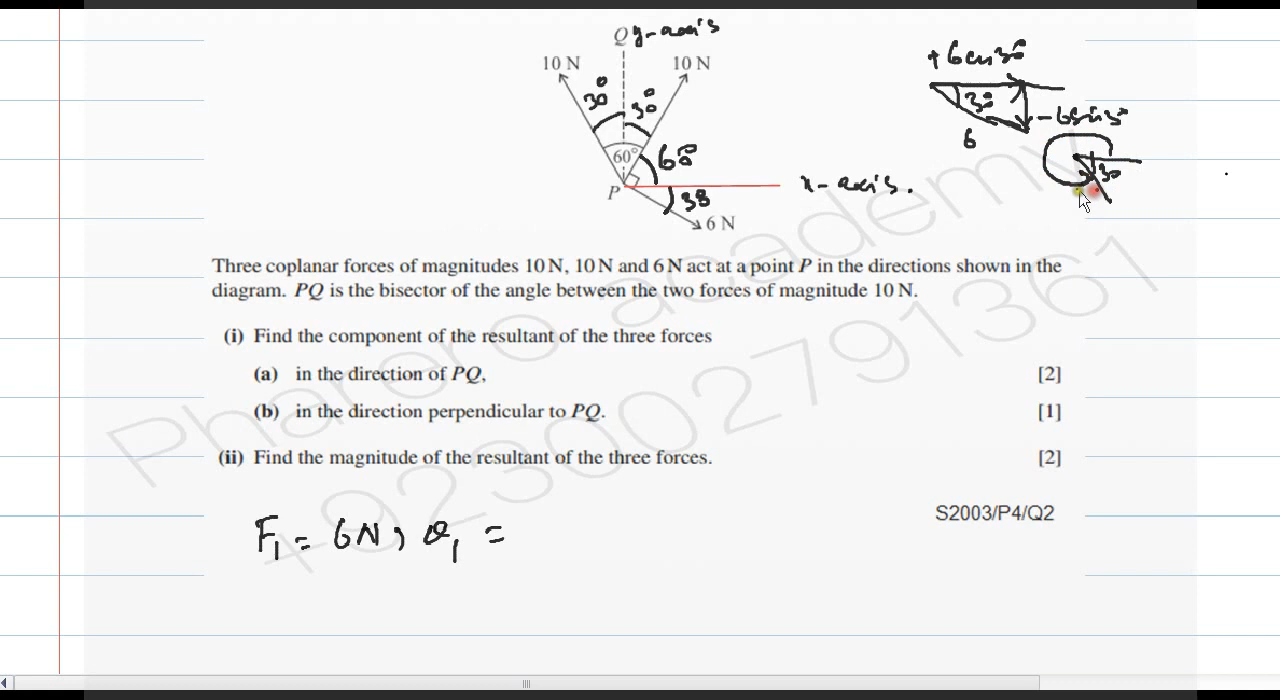 Q y-axis
10 N
10 N
30°
30°
60°
60°
P
x-axis.
30
6 N
+6cos30°
30
-6sin30°
6
30
Three coplanar forces of magnitudes 10 N, 10 N and 6 N act at a point P in the directions shown in the
diagram. PQ is the bisector of the angle between the two forces of magnitude 10 N.
(i) Find the component of the resultant of the three forces
(a) in the direction of PQ, [2]
(b) in the direction perpendicular to PQ. [1]
(ii) Find the magnitude of the resultant of the three forces. [2]
S2003/P4/Q2
F₁ = 6N, θ₁ =
Pharero academy
+923002791361